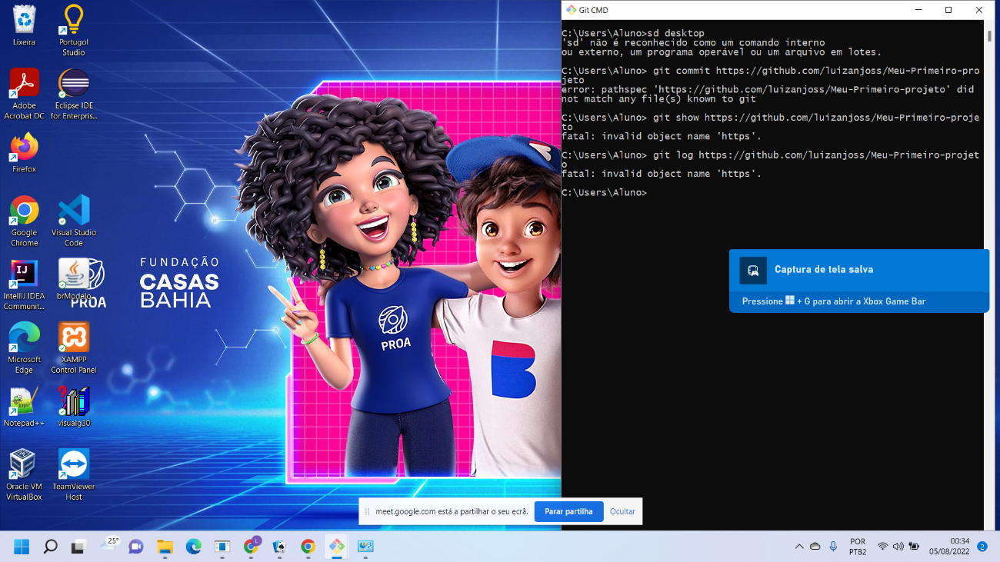 Lixeira
Portugol
Studio
Adobe
Acrobat DC
Eclipse IDE
for Enterpris...
Firefox
Google
Chrome
Visual Studio
Code
IntelliJ IDEA
Communit...
brModelo
PROA
Microsoft
Edge
XAMPP
Control Panel
Notepad++
visualg30
Oracle VM
VirtualBox
TeamViewer
Host
FUNDAÇÃO
CASAS
BAHIA
PROA
B
Git CMD
C:\Users\Aluno>sd desktop
'sd' não é reconhecido como um comando interno
ou externo, um programa operável ou um arquivo em lotes.
C:\Users\Aluno> git commit https://github.com/luizanjoss/Meu-Primeiro-pro
jeto
error: pathspec 'https://github.com/luizanjoss/Meu-Primeiro-projeto' did
not match any file(s) known to git
C:\Users\Aluno> git show https://github.com/luizanjoss/Meu-Primeiro-proje
to
fatal: invalid object name 'https'.
C:\Users\Aluno> git log https://github.com/luizanjoss/Meu-Primeiro-projet
o
fatal: invalid object name 'https'.
C:\Users\Aluno>
Captura de tela salva
Pressione + G para abrir a Xbox Game Bar
meet.google.com está a partilhar o seu ecrã.
Parar partilha
Ocultar
25°
L
POR
PTB2
00:34
05/08/2022
2